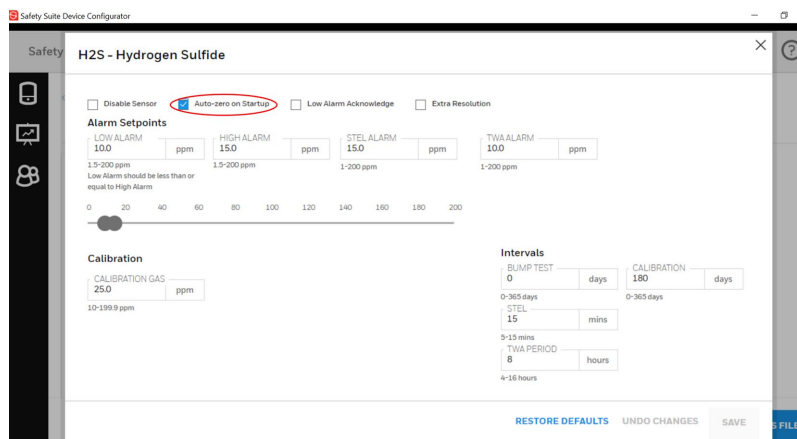 Safety Suite Device Configurator
Safety
H2S - Hydrogen Sulfide
Disable Sensor
Auto-zero on Startup
Low Alarm Acknowledge
Extra Resolution
Alarm Setpoints
LOW ALARM
10.0 ppm
1.5-200 ppm
Low Alarm should be less than or
equal to High Alarm
HIGH ALARM
15.0 ppm
1.5-200 ppm
STEL ALARM
15.0 ppm
1-200 ppm
TWA ALARM
10.0 ppm
1-200 ppm
0 20 40 60 80 100 120 140 160 180 200
Calibration
CALIBRATION GAS
25.0 ppm
10-199.9 ppm
Intervals
BUMP TEST
0 days
0-365 days
CALIBRATION
180 days
0-365 days
STEL
15 mins
5-15 mins
TWA PERIOD
8 hours
4-16 hours
RESTORE DEFAULTS UNDO CHANGES SAVE
S FILE